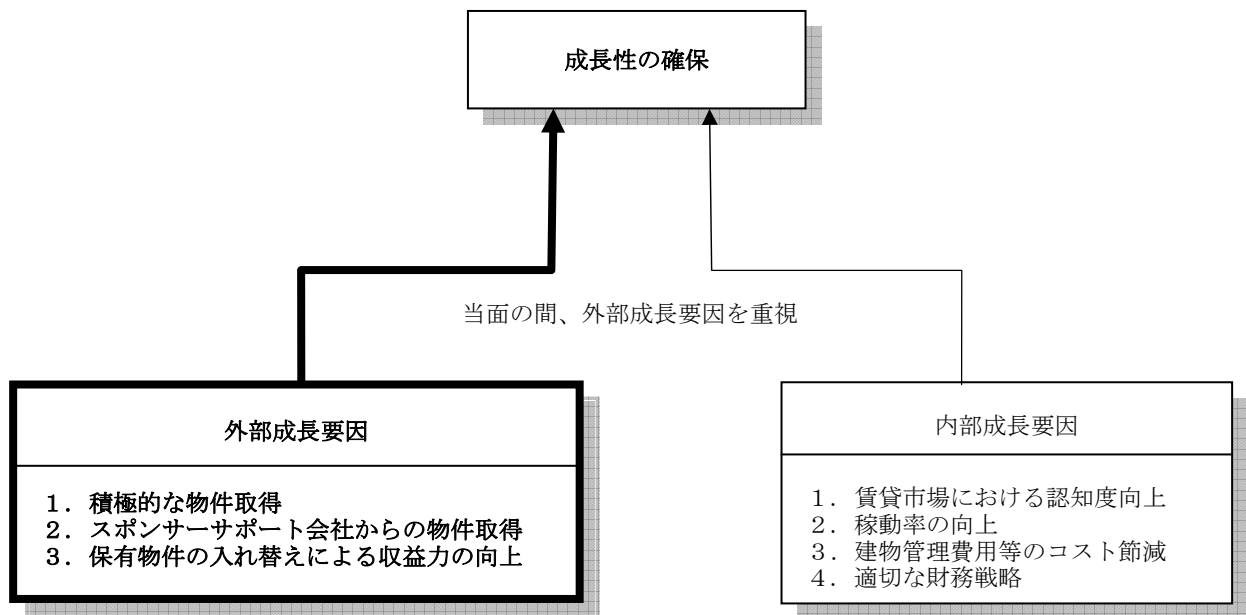 成長性の確保
当面の間、外部成長要因を重視
外部成長要因
１．積極的な物件取得
２．スポンサーサポート会社からの物件取得
３．保有物件の入れ替えによる収益力の向上
内部成長要因
１．賃貸市場における認知度向上
２．稼動率の向上
３．建物管理費用等のコスト節減
４．適切な財務戦略